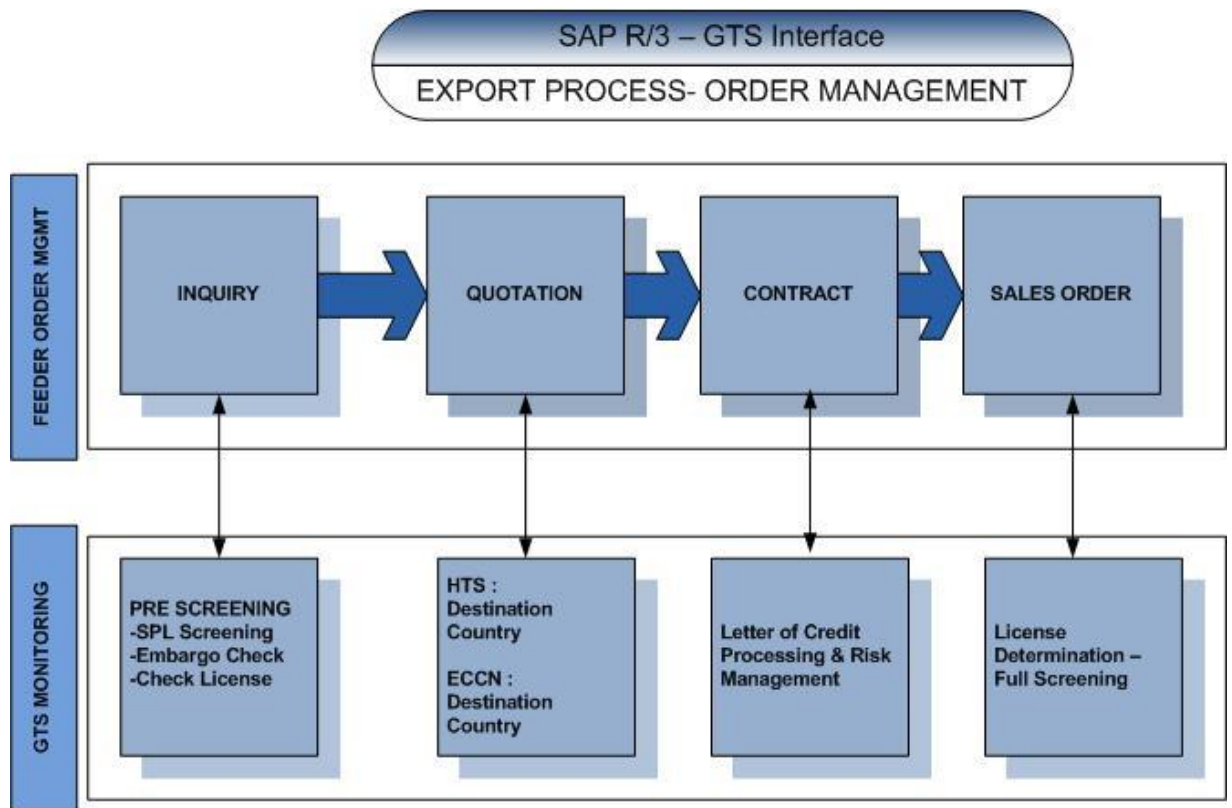 SAP R/3 – GTS Interface
EXPORT PROCESS- ORDER MANAGEMENT
FEEDER ORDER MGMT
INQUIRY
QUOTATION
CONTRACT
SALES ORDER
GTS MONITORING
PRE SCREENING
-SPL Screening
-Embargo Check
-Check License
HTS :
Destination
Country
ECCN :
Destination
Country
Letter of Credit
Processing & Risk
Management
License
Determination –
Full Screening